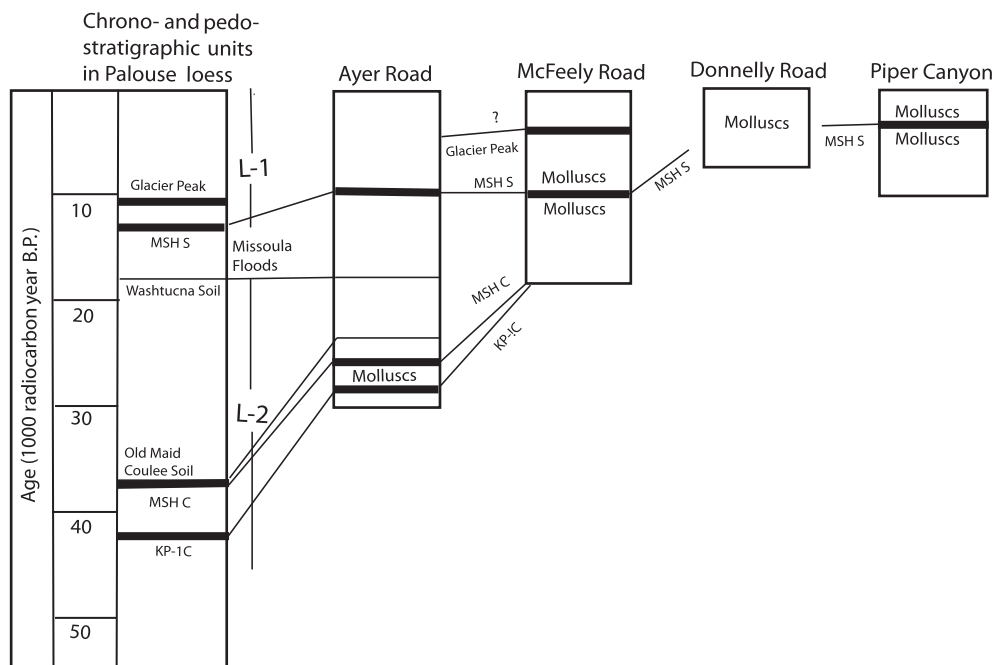 Chrono- and pedo-
stratigraphic units
in Palouse loess
Ayer Road
McFeely Road
Donnelly Road
Piper Canyon
Age (1000 radiocarbon year B.P.)
10
20
30
40
50
Glacier Peak
MSH S
Washtucna Soil
Old Maid
Coulee Soil
MSH C
KP-1C
L-1
Missoula
Floods
L-2
Molluscs
?
Glacier Peak
MSH S
MSH C
KP-!C
Molluscs
Molluscs
MSH S
Molluscs
MSH S
Molluscs
Molluscs